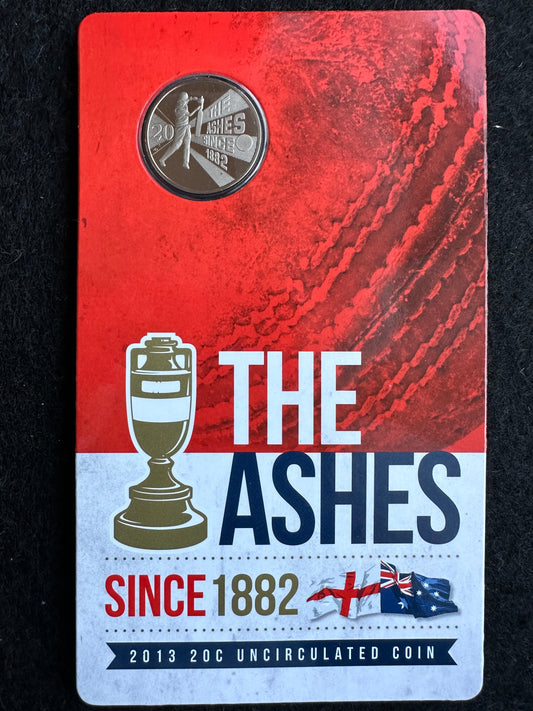 20
THE
ASHES
SINCE
1882
THE
ASHES
SINCE 1882
2013 20C UNCIRCULATED COIN